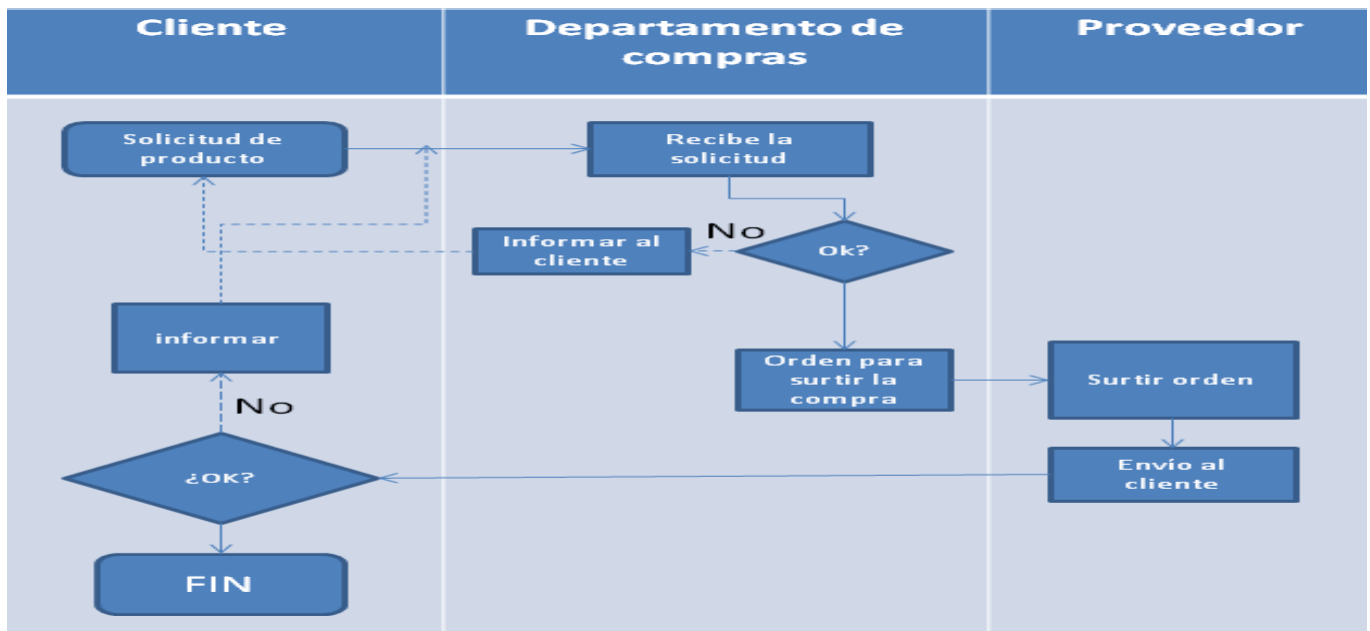 Cliente
Departamento de
compras
Proveedor
Solicitud de
producto
Recibe la
solicitud
No
Informar al
cliente
Ok?
informar
Orden para
surtir la
compra
Surtir orden
No
¿OK?
Envío al
cliente
FIN